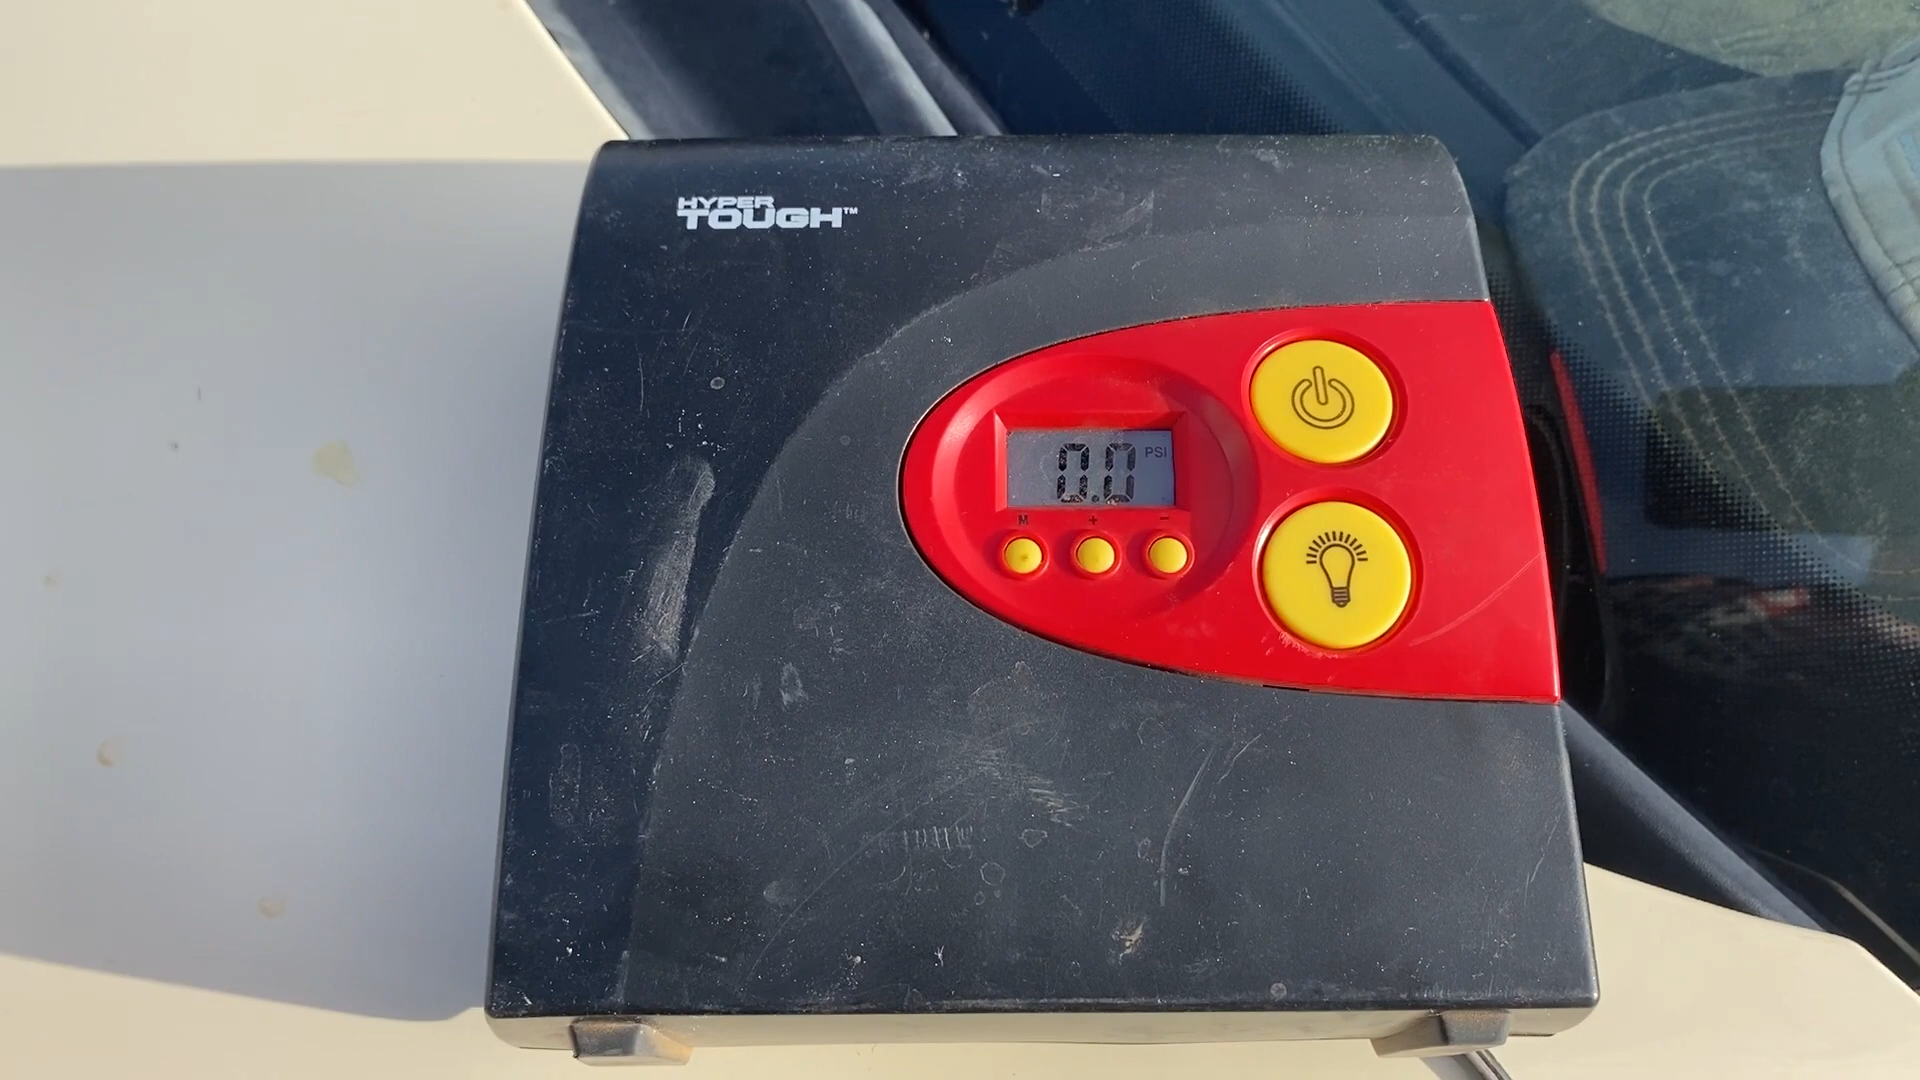 HYPER
TOUGH™
0.0 PSI
M + -